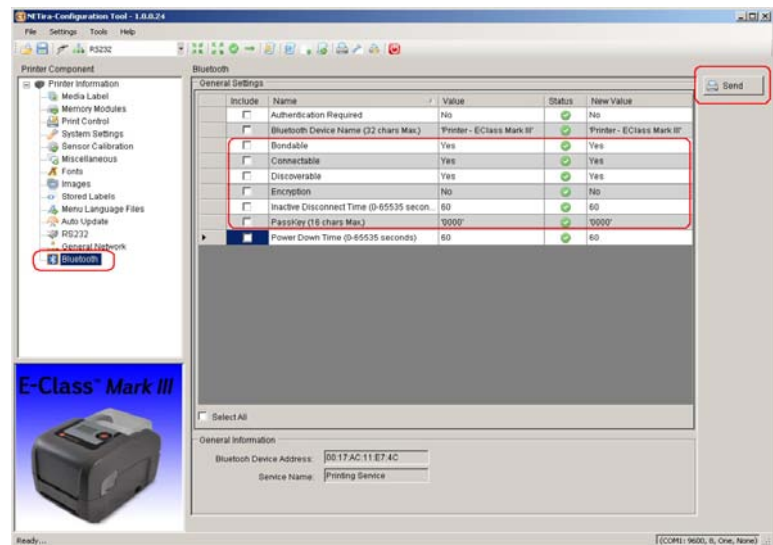 NETira-Configuration Tool - 1.0.0.24
File Settings Tools Help
RS232
Printer Component
Printer Information
Media Label
Memory Modules
Print Control
System Settings
Sensor Calibration
Miscellaneous
Fonts
Images
Stored Labels
Menu Language Files
Auto Update
RS232
General Network
Bluetooth
E-Class™ Mark III
Bluetooth
General Settings
Include Name Value Status New Value
Authentication Required No No
Bluetooth Device Name (32 chars Max.) 'Printer - EClass Mark III' 'Printer - EClass Mark III'
Bondable Yes Yes
Connectable Yes Yes
Discoverable Yes Yes
Encryption No No
Inactive Disconnect Time (0-65535 secon... 60 60
PassKey (16 chars Max.) '0000' '0000'
Power Down Time (0-65535 seconds) 60 60
Select All
General Information
Bluetooh Device Address: 00:17:AC:11:E7:4C
Service Name: Printing Service
Send
Ready...
(COM1: 9600, 8, One, None)